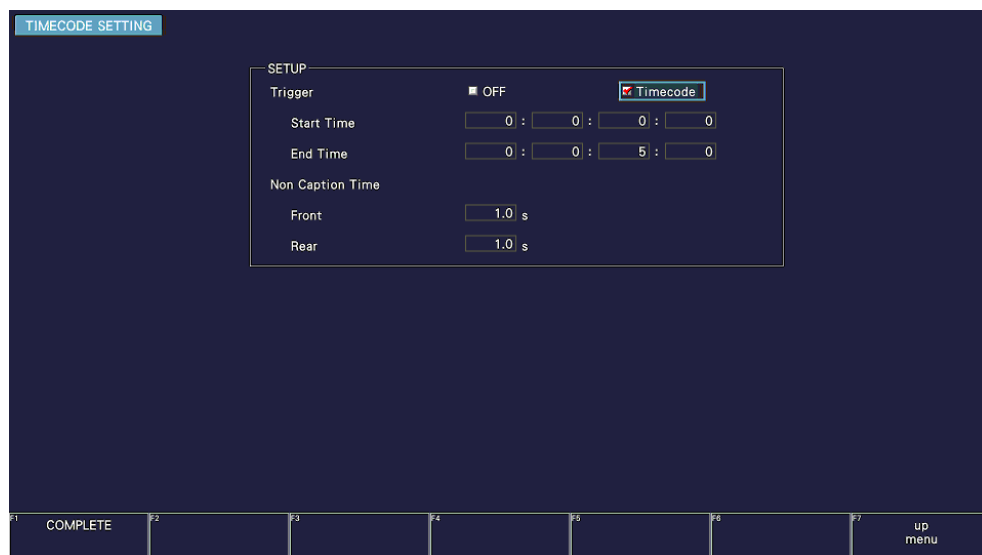 TIMECODE SETTING
SETUP
Trigger OFF Timecode
Start Time 0 : 0 : 0 : 0
End Time 0 : 0 : 5 : 0
Non Caption Time
Front 1.0 s
Rear 1.0 s
F1 COMPLETE F2 F3 F4 F5 F6 F7 up
menu